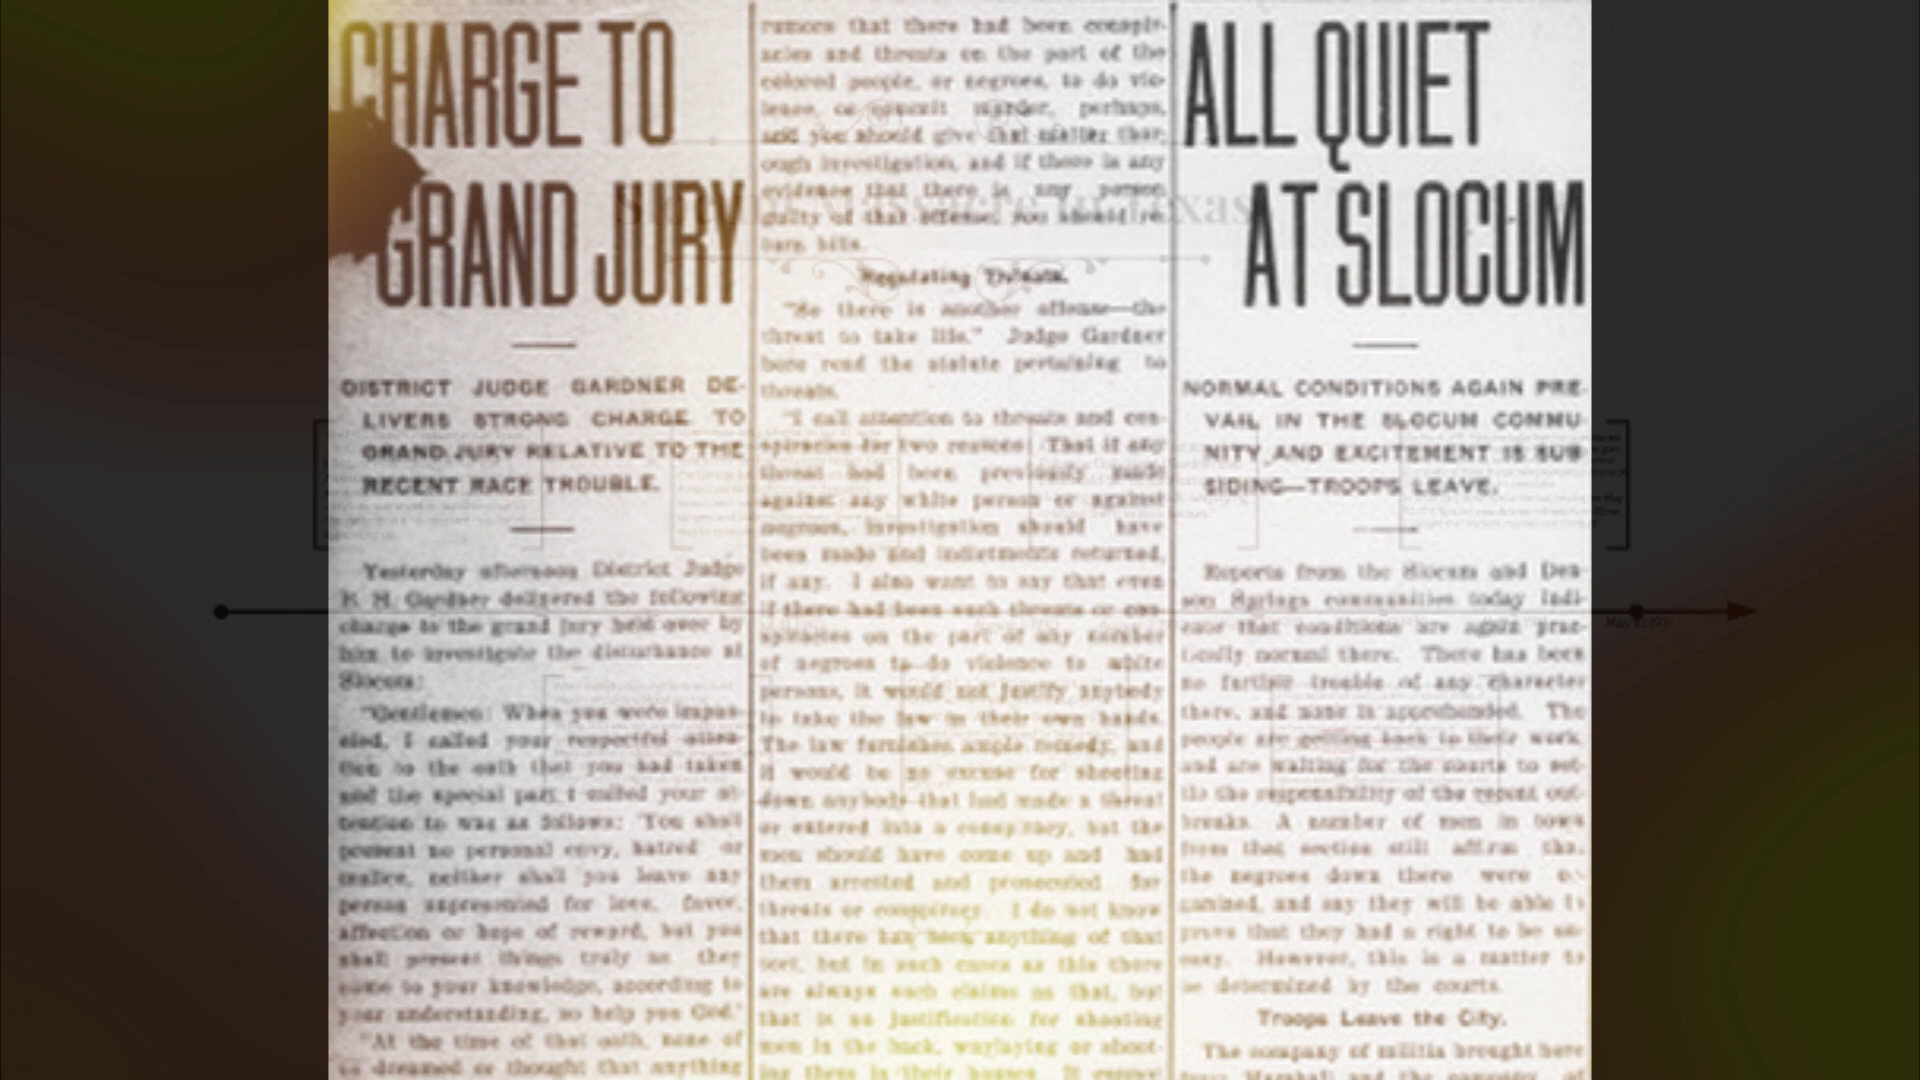 CHARGE TO
GRAND JURY
DISTRICT JUDGE GARDNER DE-
LIVERS STRONG CHARGE TO
GRAND JURY RELATIVE TO THE
RECENT RACE TROUBLE.
Yesterday afternoon District Judge
B. H. Gardner delivered the following
charge to the grand jury held over by
him to investigate the disturbance at
Slocum:
"Gentlemen: When you were impan-
eled, I called your respectful atten-
tion to the oath that you had taken
and the special part I called your at-
tention to was as follows: 'You shall
present no personal envy, hatred or
malice, neither shall you leave any
person unpresented for love, favor,
affection or hope of reward, but you
shall present things truly as they
come to your knowledge, according to
your understanding, so help you God.'
"At the time of that oath, none of
us dreamed or thought that anything
rumors that there had been conspir-
acies and threats on the part of the
colored people, or negroes, to do vio-
lence, or commit murder, perhaps,
and you should give that matter thor-
ough investigation, and if there is any
evidence that there is any person
guilty of that offense, you should re-
turn bills.
Regulating Threats.
"So there is another offense—the
threat to take life." Judge Gardner
here read the statute pertaining to
threats.
"I call attention to threats and con-
spiracies for two reasons. That if any
threat had been previously made
against any white person or against
negroes, investigation should have
been made and indictments returned,
if any. I also want to say that even
if there had been such threats or con-
spiracies on the part of any number
of negroes to do violence to white
persons, it would not justify anybody
to take the law in their own hands.
The law furnishes ample remedy, and
it would be no excuse for shooting
down anybody that had made a threat
or entered into a conspiracy, but the
men should have come up and had
them arrested and prosecuted for
threats or conspiracy. I do not know
that there has been anything of that
sort, but in such cases as this there
are always such claims as that, but
that is no justification for shooting
men in the back, waylaying or shoot-
ing them in their houses.
ALL QUIET
AT SLOCUM
NORMAL CONDITIONS AGAIN PRE-
VAIL IN THE SLOCUM COMMU-
NITY AND EXCITEMENT IS SUB-
SIDING—TROOPS LEAVE.
Reports from the Slocum and Den-
son Springs communities today indi-
cate that conditions are again prac-
tically normal there. There has been
no further trouble of any character
there, and none is apprehended. The
people are getting back to their work,
and are waiting for the courts to set-
tle the responsibility of the recent out-
breaks. A number of men in town
from that section still affirm that
the negroes down there were or-
ganized, and say they will be able to
prove that they had a right to be un-
easy. However, this is a matter to
be determined by the courts.
Troops Leave the City.
The company of militia brought here
from Marshall and the company of
Slocum Massacre in Texas